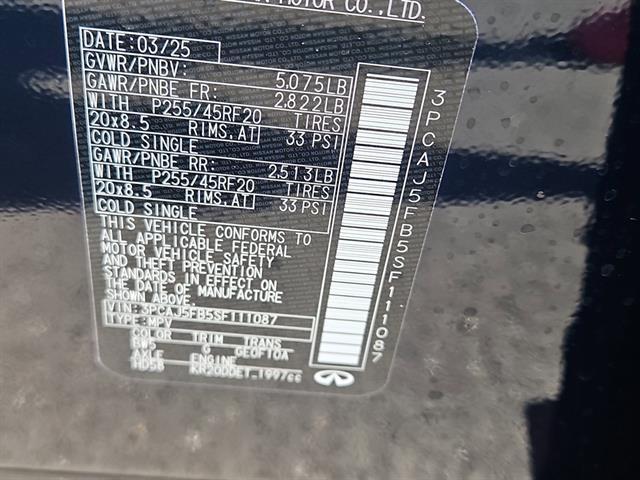 MOTOR CO.,LTD.
DATE:03/25
GVWR/PNBV: 5,075LB
GAWR/PNBE FR: 2,822LB
WITH P255/45RF20 TIRES
20x8.5 RIMS,AT 33 PSI
COLD SINGLE
GAWR/PNBE RR: 2,513LB
WITH P255/45RF20 TIRES
20x8.5 RIMS,AT 33 PSI
COLD SINGLE
THIS VEHICLE CONFORMS TO
ALL APPLICABLE FEDERAL
MOTOR VEHICLE SAFETY
AND THEFT PREVENTION
STANDARDS IN EFFECT ON
THE DATE OF MANUFACTURE
SHOWN ABOVE.
VIN: 3PCAJ5FB5SF111087
TYPE: MPV
COLOR TRIM TRANS
BW5 G GE0F10A
AXLE ENGINE
HD58 KR20DDET 1997cc
3PCAJ5FB5SF111087